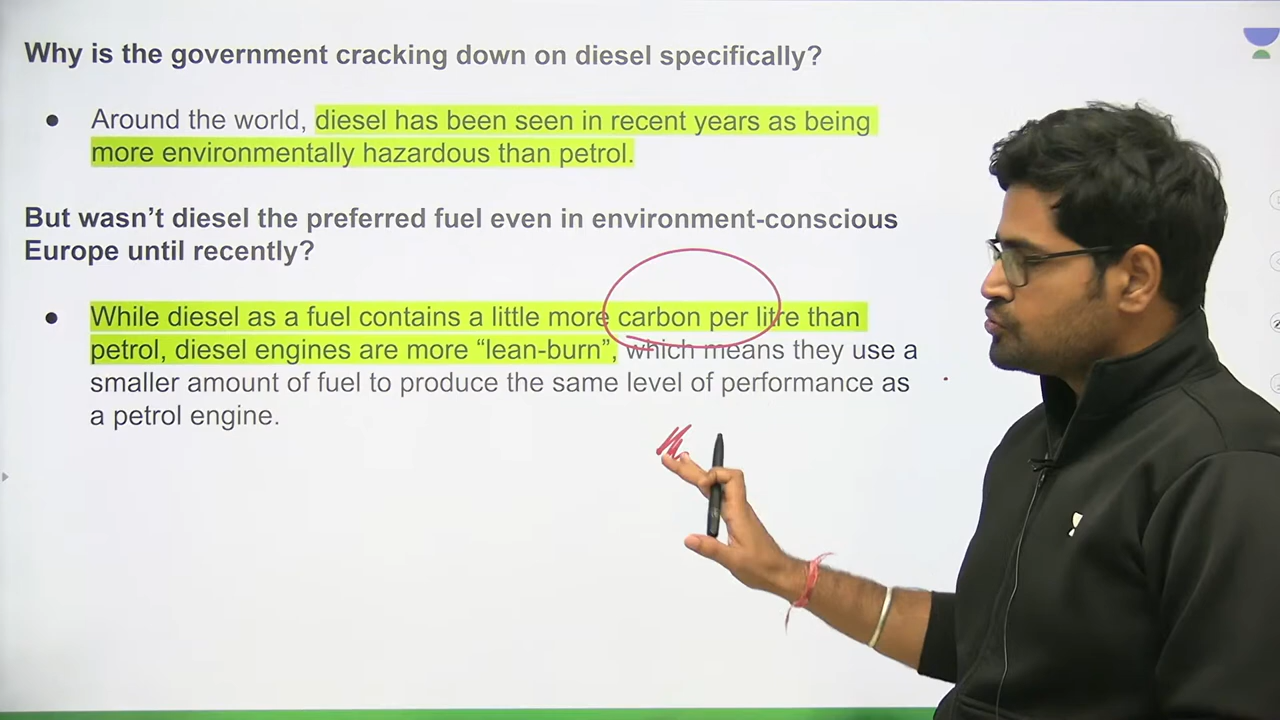 Why is the government cracking down on diesel specifically?
● Around the world, diesel has been seen in recent years as being
more environmentally hazardous than petrol.
But wasn’t diesel the preferred fuel even in environment-conscious
Europe until recently?
● While diesel as a fuel contains a little more carbon per litre than
petrol, diesel engines are more “lean-burn”, which means they use a
smaller amount of fuel to produce the same level of performance as
a petrol engine.